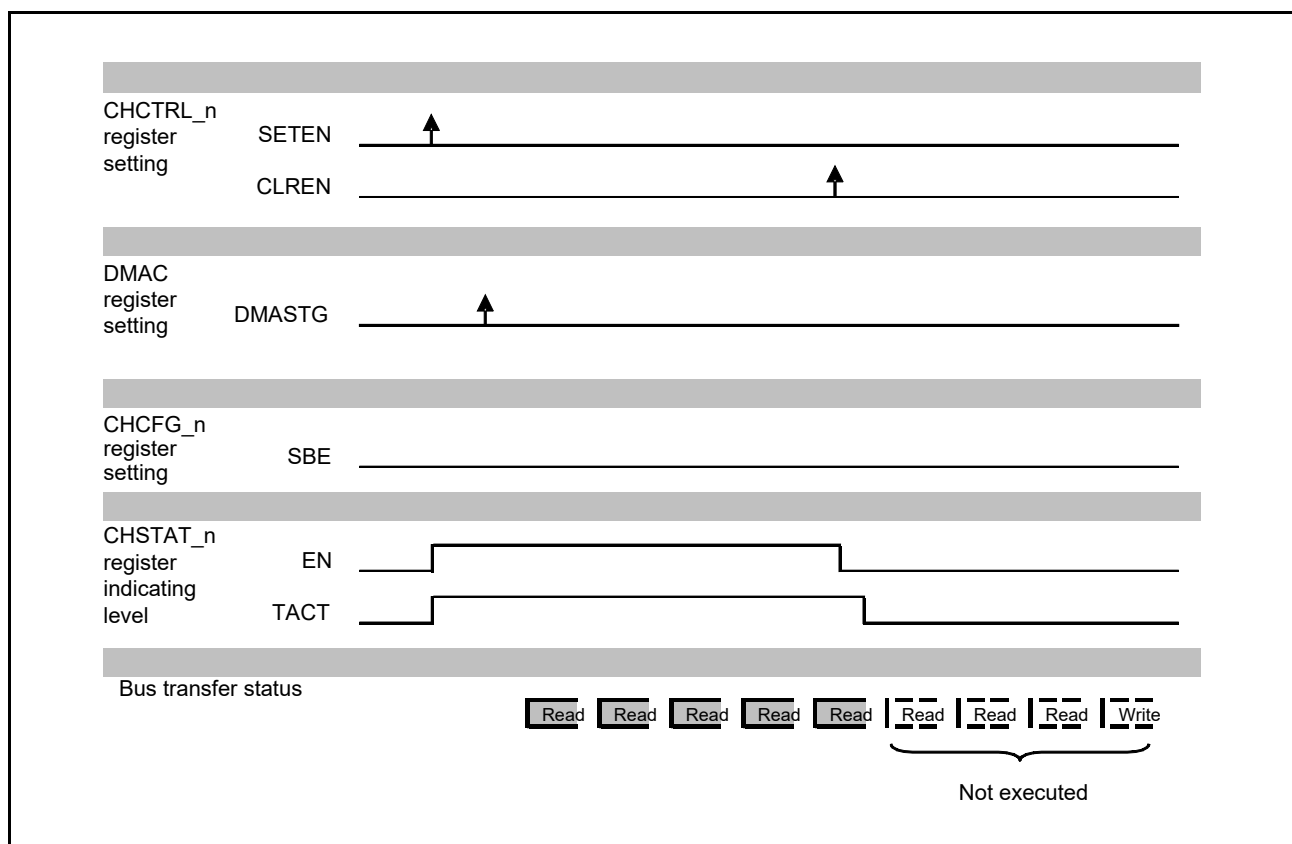 CHCTRL_n
register
setting
SETEN
CLREN
DMAC
register
setting
DMASTG
CHCFG_n
register
setting
SBE
CHSTAT_n
register
indicating
level
EN
TACT
Bus transfer status
Read Read Read Read Read Read Read Read Write
Not executed